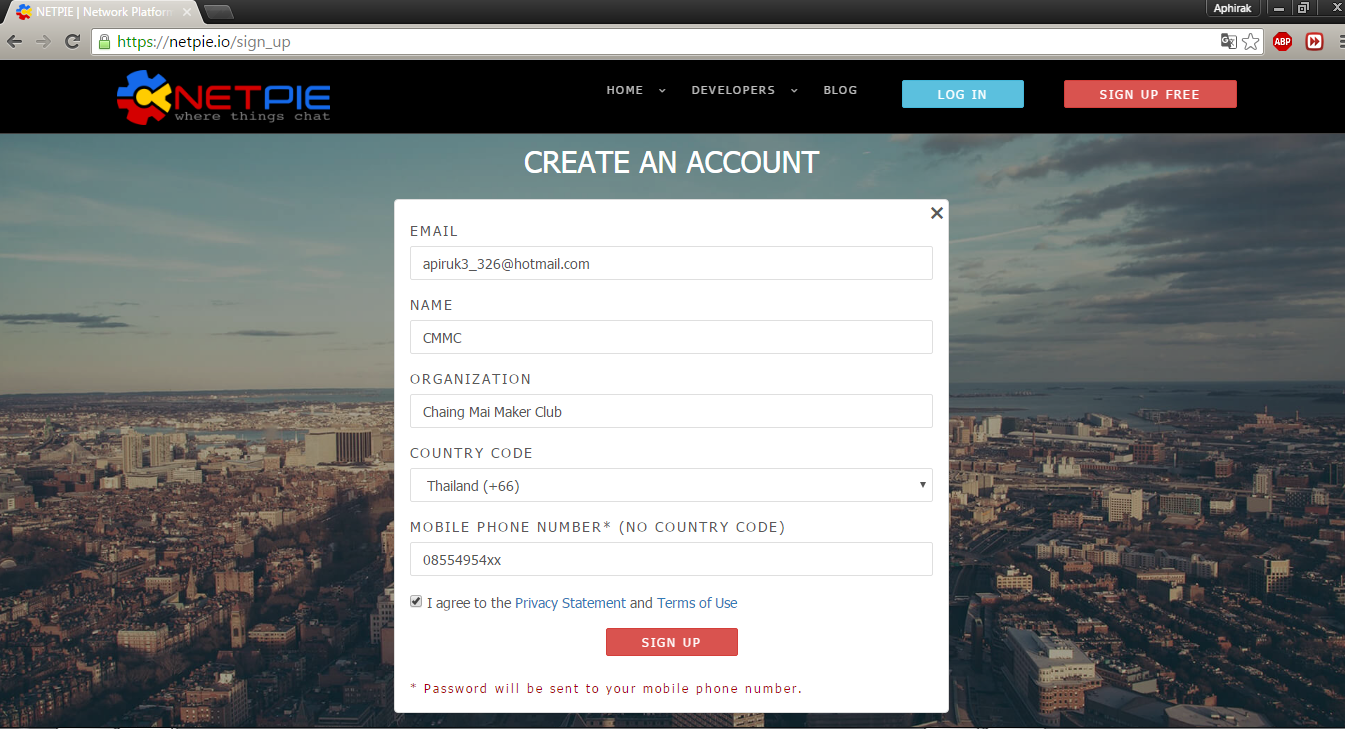 NETPIE | Network Platform
Aphirak
https://netpie.io/sign_up
ABP
NETPIE
where things chat
HOME
DEVELOPERS
BLOG
LOG IN
SIGN UP FREE
CREATE AN ACCOUNT
EMAIL
apiruk3_326@hotmail.com
NAME
CMMC
ORGANIZATION
Chaing Mai Maker Club
COUNTRY CODE
Thailand (+66)
MOBILE PHONE NUMBER* (NO COUNTRY CODE)
08554954xx
I agree to the Privacy Statement and Terms of Use
SIGN UP
* Password will be sent to your mobile phone number.